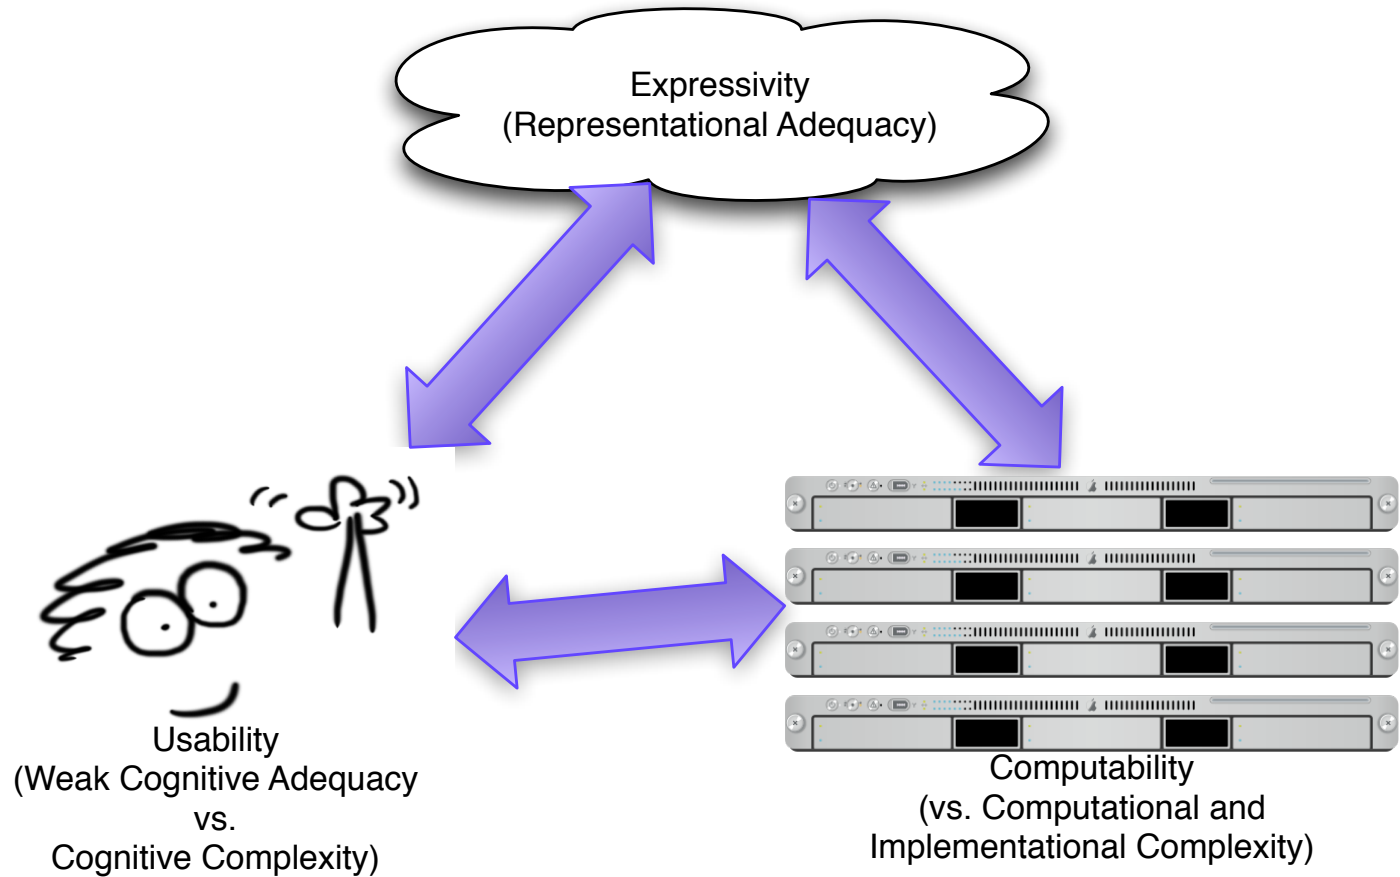 Expressivity
(Representational Adequacy)
Usability
(Weak Cognitive Adequacy
vs.
Cognitive Complexity)
Computability
(vs. Computational and
Implementational Complexity)